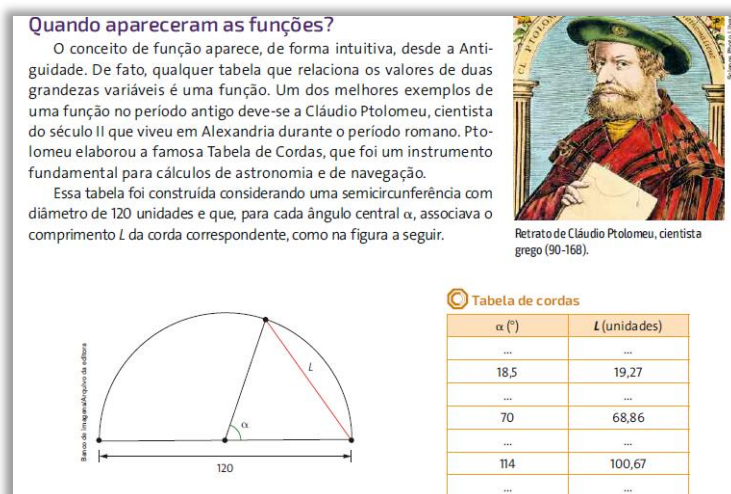 Quando apareceram as funções?
O conceito de função aparece, de forma intuitiva, desde a Anti-
guidade. De fato, qualquer tabela que relaciona os valores de duas
grandezas variáveis é uma função. Um dos melhores exemplos de
uma função no período antigo deve-se a Cláudio Ptolomeu, cientista
do século II que viveu em Alexandria durante o período romano. Pto-
lomeu elaborou a famosa Tabela de Cordas, que foi um instrumento
fundamental para cálculos de astronomia e de navegação.
Essa tabela foi construída considerando uma semicircunferência com
diâmetro de 120 unidades e que, para cada ângulo central α, associava o
comprimento L da corda correspondente, como na figura a seguir.
Retrato de Cláudio Ptolomeu, cientista
grego (90-168).
Banco de Imagens/Arquivo da editora
L
α
120
Tabela de cordas
α (°) L (unidades)
... ...
18,5 19,27
... ...
70 68,86
... ...
114 100,67
... ...